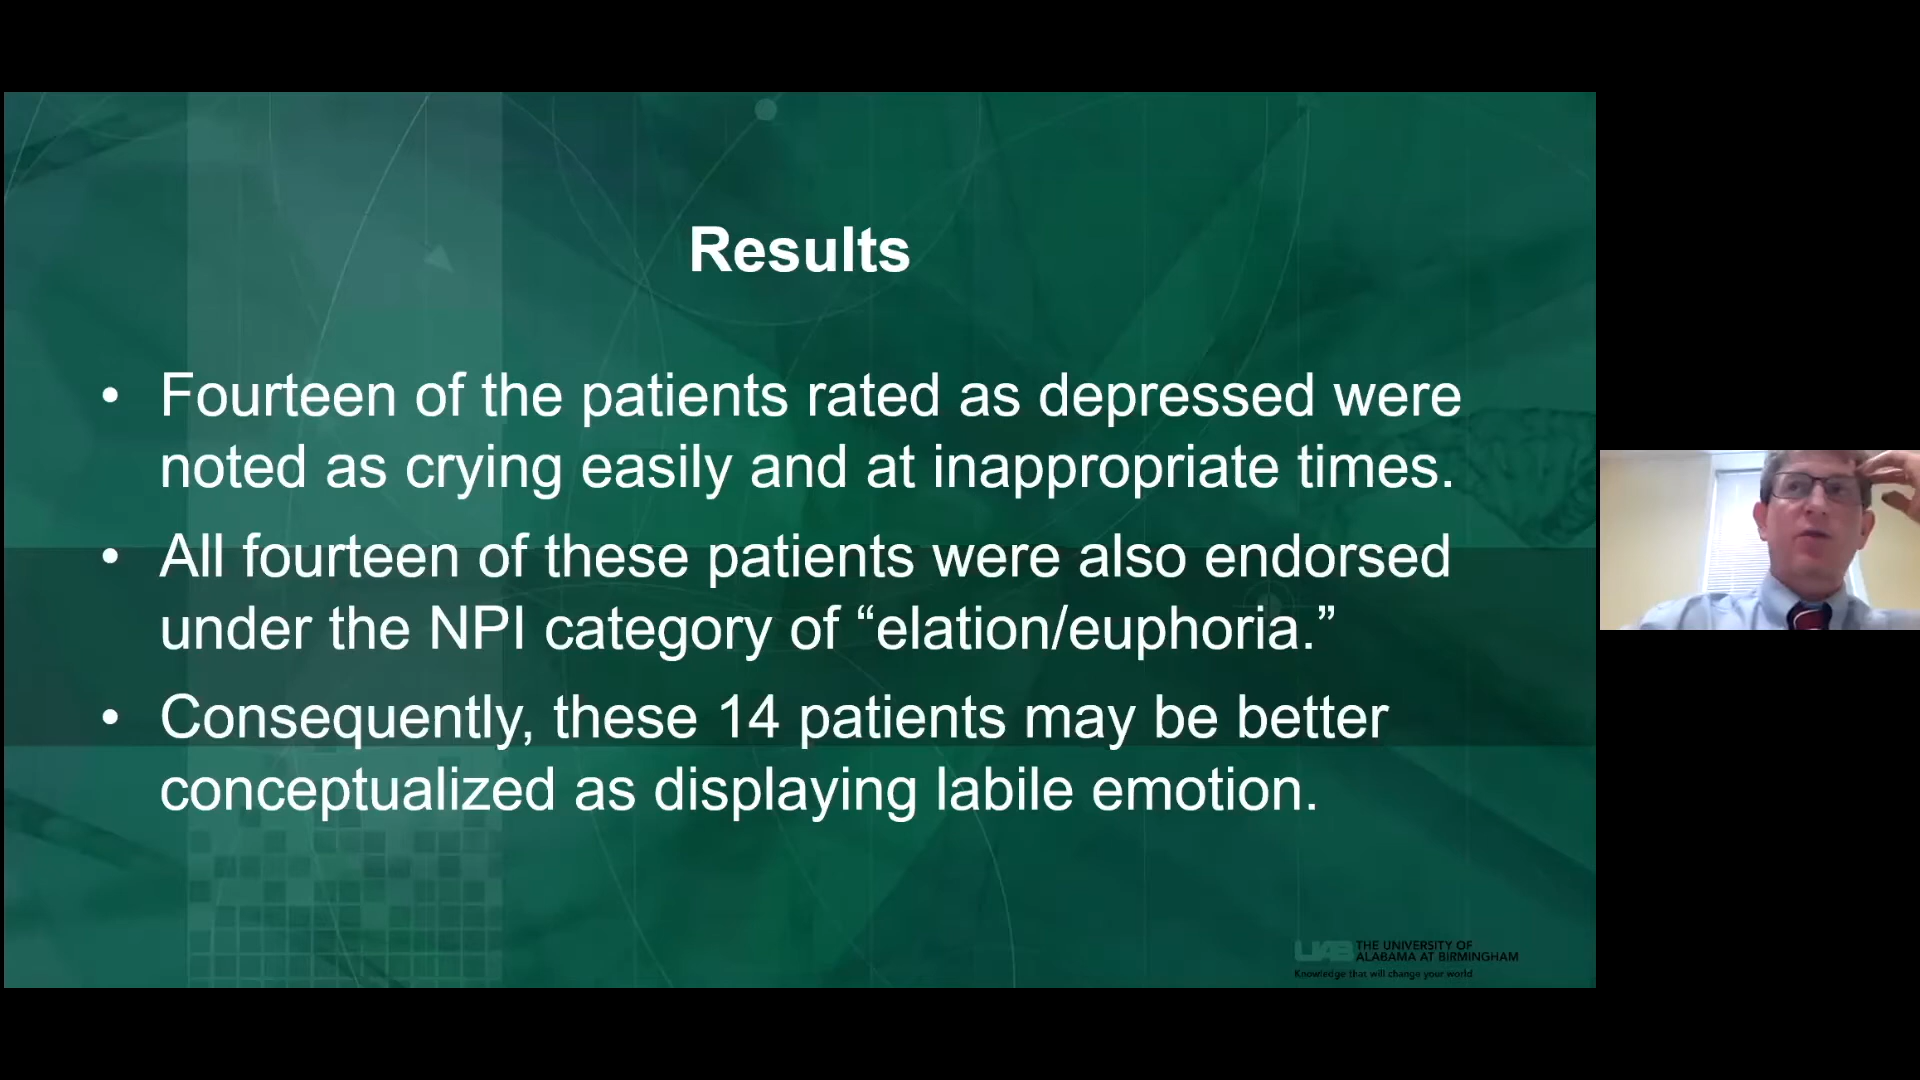 Results
• Fourteen of the patients rated as depressed were
noted as crying easily and at inappropriate times.
• All fourteen of these patients were also endorsed
under the NPI category of “elation/euphoria.”
• Consequently, these 14 patients may be better
conceptualized as displaying labile emotion.
UAB THE UNIVERSITY OF
ALABAMA AT BIRMINGHAM
Knowledge that will change your world